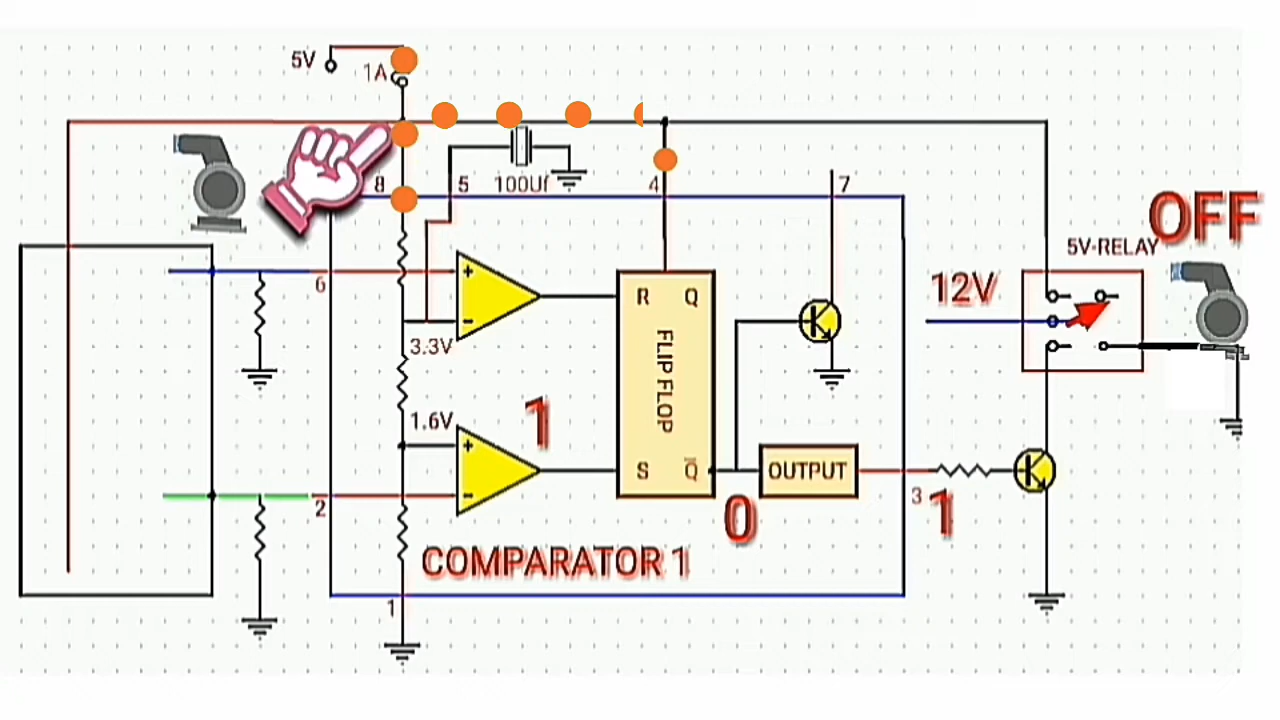 5V
1A
8
5
100Uf
4
7
OFF
5V-RELAY
12V
6
+
-
3.3V
R Q
FLIP FLOP
S Q̅
1.6V
1
+
-
2
OUTPUT
0
3
1
COMPARATOR 1
1